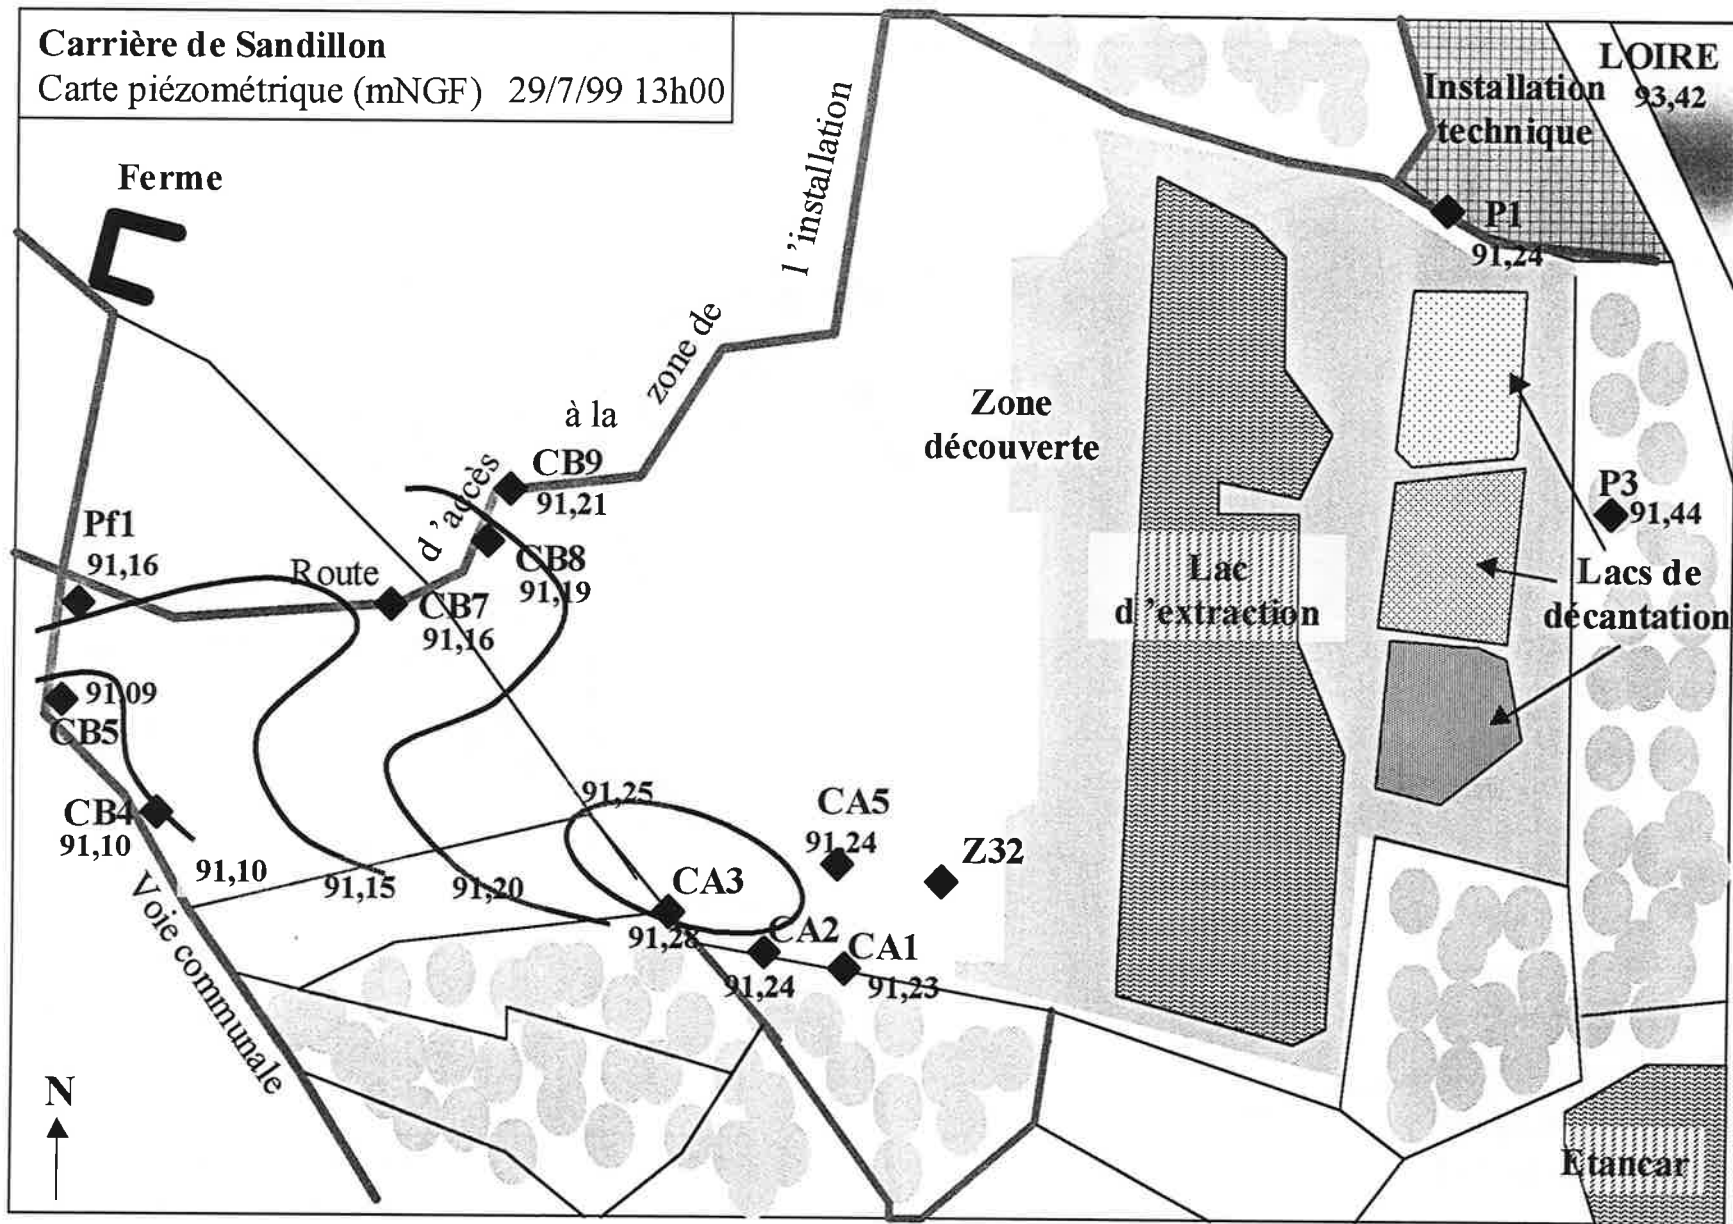 Carrière de Sandillon
Carte piézométrique (mNGF) 29/7/99 13h00
LOIRE
93,42
Installation
technique
Ferme
l'installation
P1
91,24
zone de
à la
Zone
découverte
CB9
91,21
d'accès
P3
91,44
Pf1
91,16
CB8
91,19
Route
CB7
91,16
Lac
d'extraction
Lacs de
décantation
91,09
CB5
91,25
CA5
91,24
CB4
91,10
Z32
91,10
91,15
91,20
CA3
91,28
CA2
91,24
CA1
91,23
Voie communale
N
Etancar